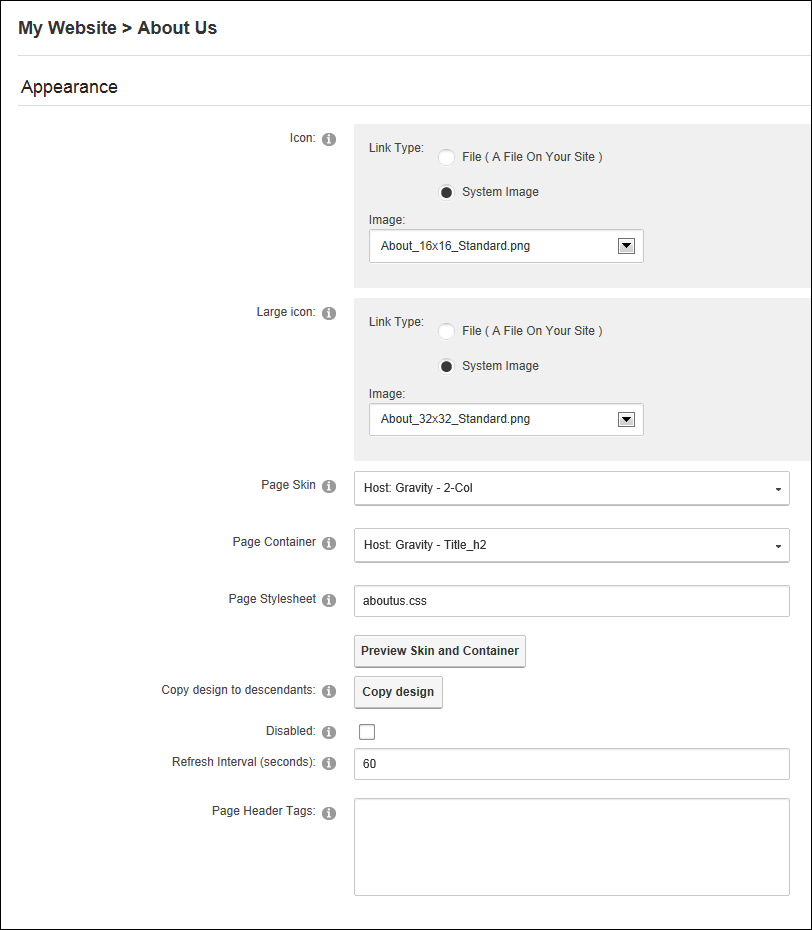 My Website > About Us
Appearance
Icon:
Link Type:
File ( A File On Your Site )
System Image
Image:
About_16x16_Standard.png
Large icon:
Link Type:
File ( A File On Your Site )
System Image
Image:
About_32x32_Standard.png
Page Skin
Host: Gravity - 2-Col
Page Container
Host: Gravity - Title_h2
Page Stylesheet
aboutus.css
Preview Skin and Container
Copy design to descendants:
Copy design
Disabled:
Refresh Interval (seconds):
60
Page Header Tags: